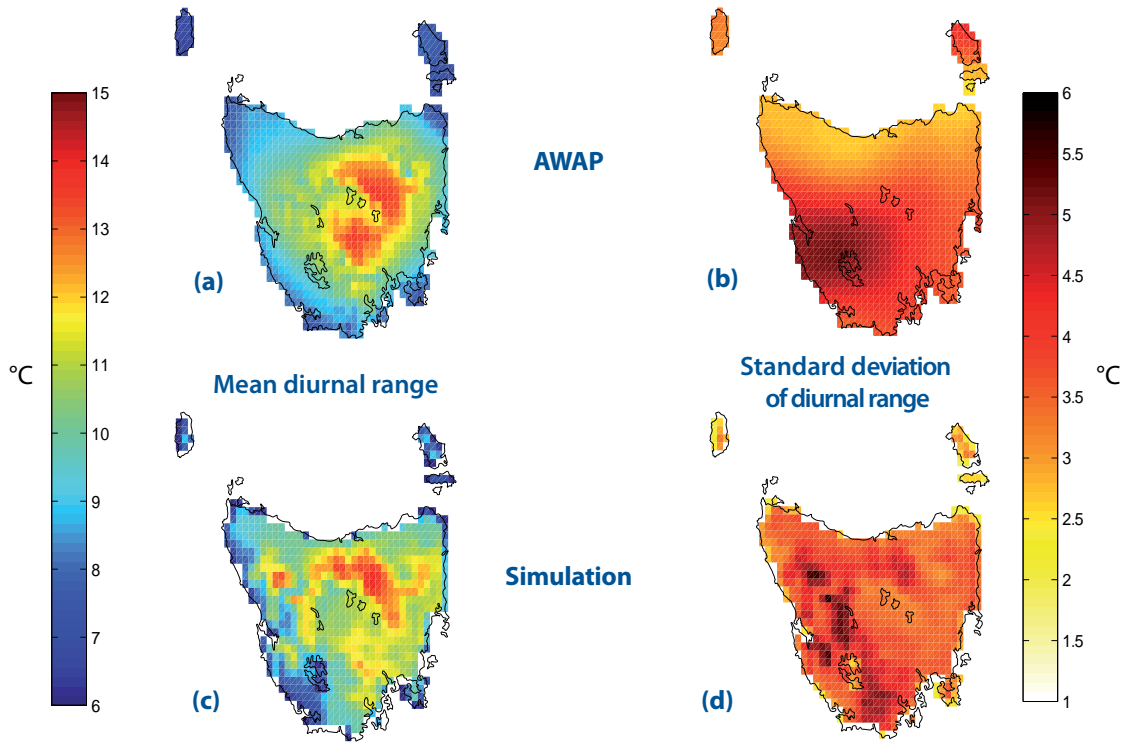 15
14
13
12
11
10
9
8
7
6
°C
(a)
AWAP
(b)
6
5.5
5
4.5
4
3.5
3
2.5
2
1.5
1
°C
Mean diurnal range
Standard deviation
of diurnal range
(c)
Simulation
(d)